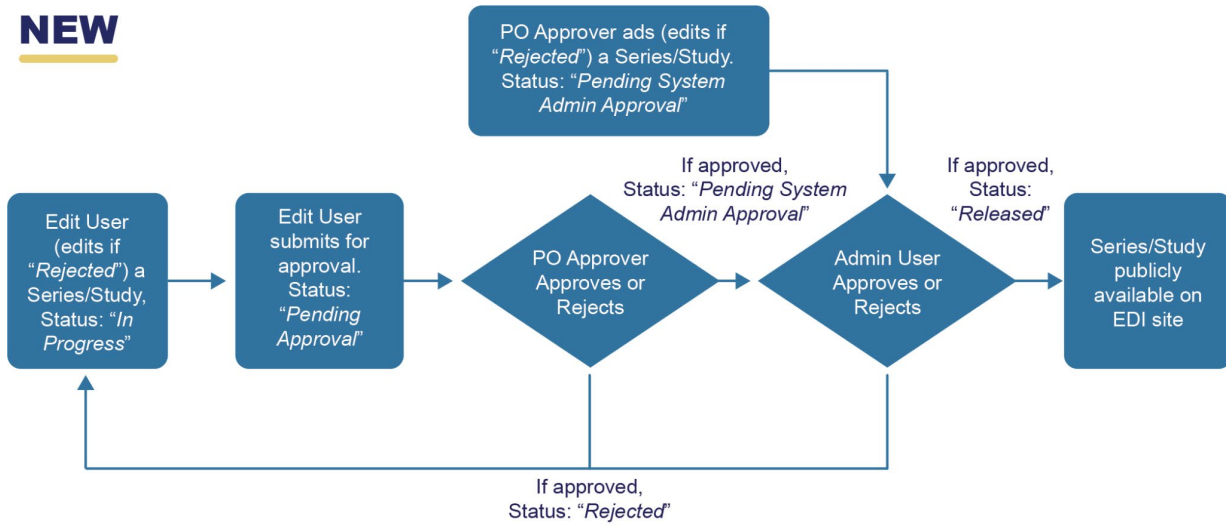 NEW
PO Approver ads (edits if
“Rejected”) a Series/Study.
Status: “Pending System
Admin Approval”
If approved,
Status: “Pending System
Admin Approval”
If approved,
Status:
“Released”
Edit User
(edits if
“Rejected”) a
Series/Study,
Status: “In
Progress”
Edit User
submits for
approval.
Status:
“Pending
Approval”
PO Approver
Approves or
Rejects
Admin User
Approves or
Rejects
Series/Study
publicly
available on
EDI site
If approved,
Status: “Rejected”